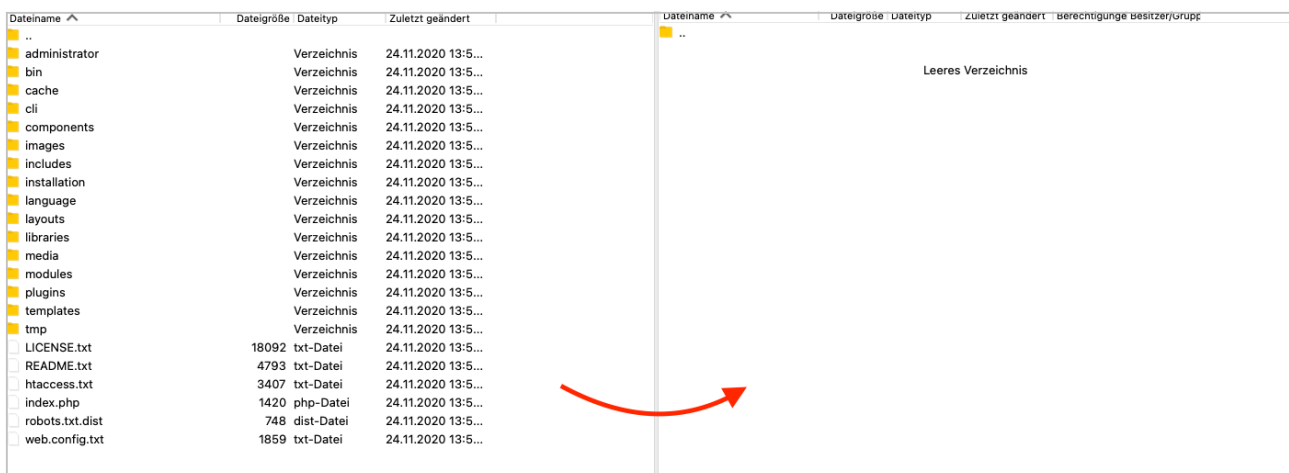 Dateiname Dateigröße Dateityp Zuletzt geändert
..
administrator Verzeichnis 24.11.2020 13:5...
bin Verzeichnis 24.11.2020 13:5...
cache Verzeichnis 24.11.2020 13:5...
cli Verzeichnis 24.11.2020 13:5...
components Verzeichnis 24.11.2020 13:5...
images Verzeichnis 24.11.2020 13:5...
includes Verzeichnis 24.11.2020 13:5...
installation Verzeichnis 24.11.2020 13:5...
language Verzeichnis 24.11.2020 13:5...
layouts Verzeichnis 24.11.2020 13:5...
libraries Verzeichnis 24.11.2020 13:5...
media Verzeichnis 24.11.2020 13:5...
modules Verzeichnis 24.11.2020 13:5...
plugins Verzeichnis 24.11.2020 13:5...
templates Verzeichnis 24.11.2020 13:5...
tmp Verzeichnis 24.11.2020 13:5...
LICENSE.txt 18092 txt-Datei 24.11.2020 13:5...
README.txt 4793 txt-Datei 24.11.2020 13:5...
htaccess.txt 3407 txt-Datei 24.11.2020 13:5...
index.php 1420 php-Datei 24.11.2020 13:5...
robots.txt.dist 748 dist-Datei 24.11.2020 13:5...
web.config.txt 1859 txt-Datei 24.11.2020 13:5...
Dateiname Dateigröße Dateityp Zuletzt geändert Berechtigunge Besitzer/Grupp
..
Leeres Verzeichnis